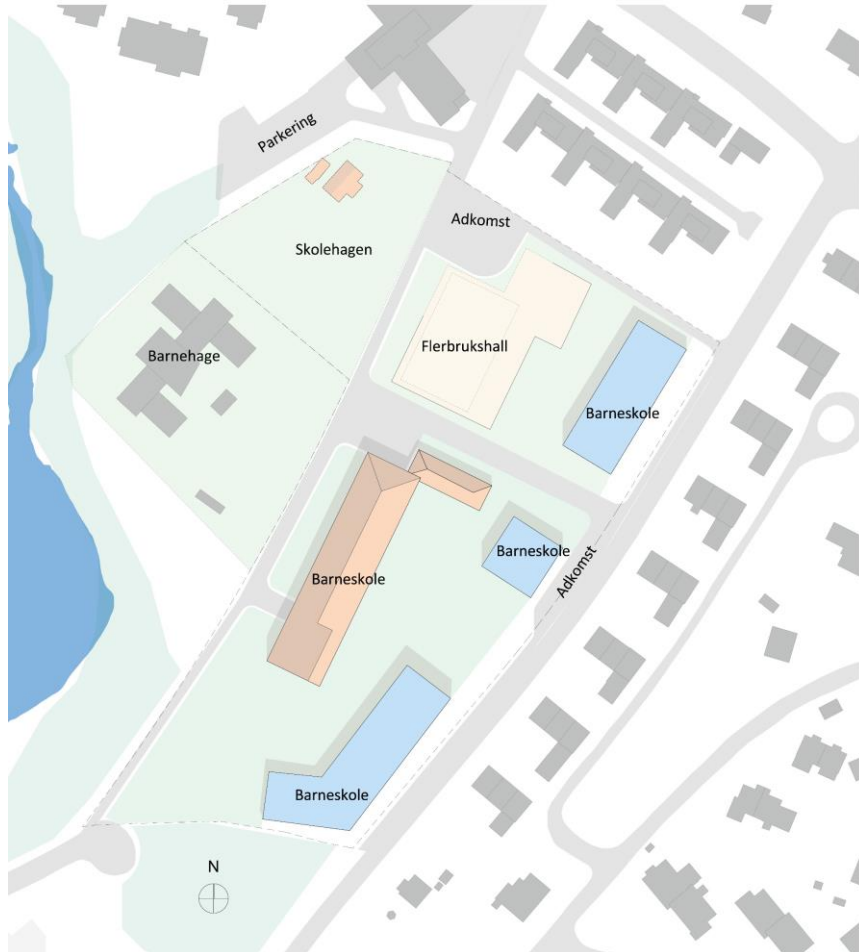 Parkering
Adkomst
Skolehagen
Flerbrukshall
Barnehage
Barneskole
Barneskole
Adkomst
Barneskole
Barneskole
N